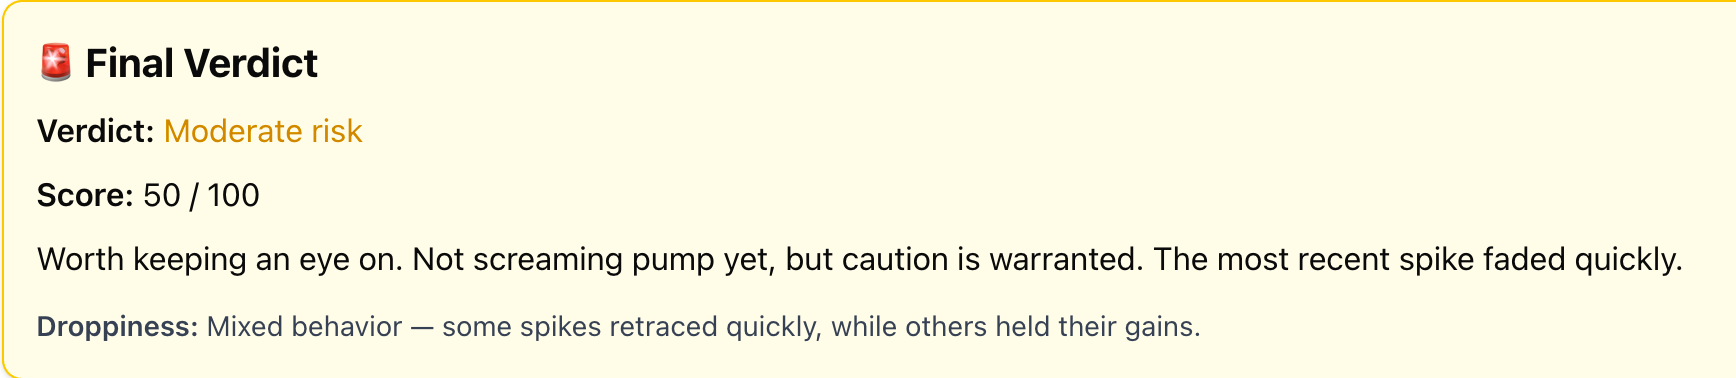 Final Verdict
Verdict: Moderate risk
Score: 50 / 100
Worth keeping an eye on. Not screaming pump yet, but caution is warranted. The most recent spike faded quickly.
Droppiness: Mixed behavior — some spikes retraced quickly, while others held their gains.